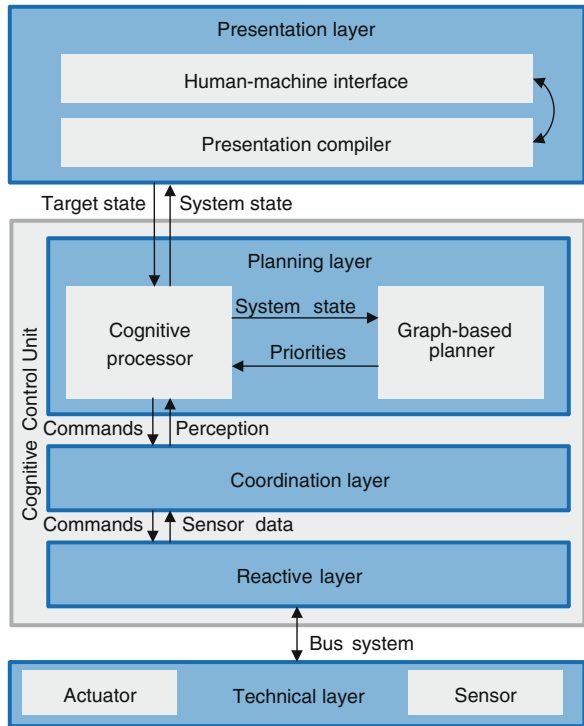 Presentation layer
Human-machine interface
Presentation compiler
Target state
System state
Cognitive Control Unit
Planning layer
Cognitive
processor
System state
Priorities
Graph-based
planner
Commands
Perception
Coordination layer
Commands
Sensor data
Reactive layer
Bus system
Actuator
Technical layer
Sensor